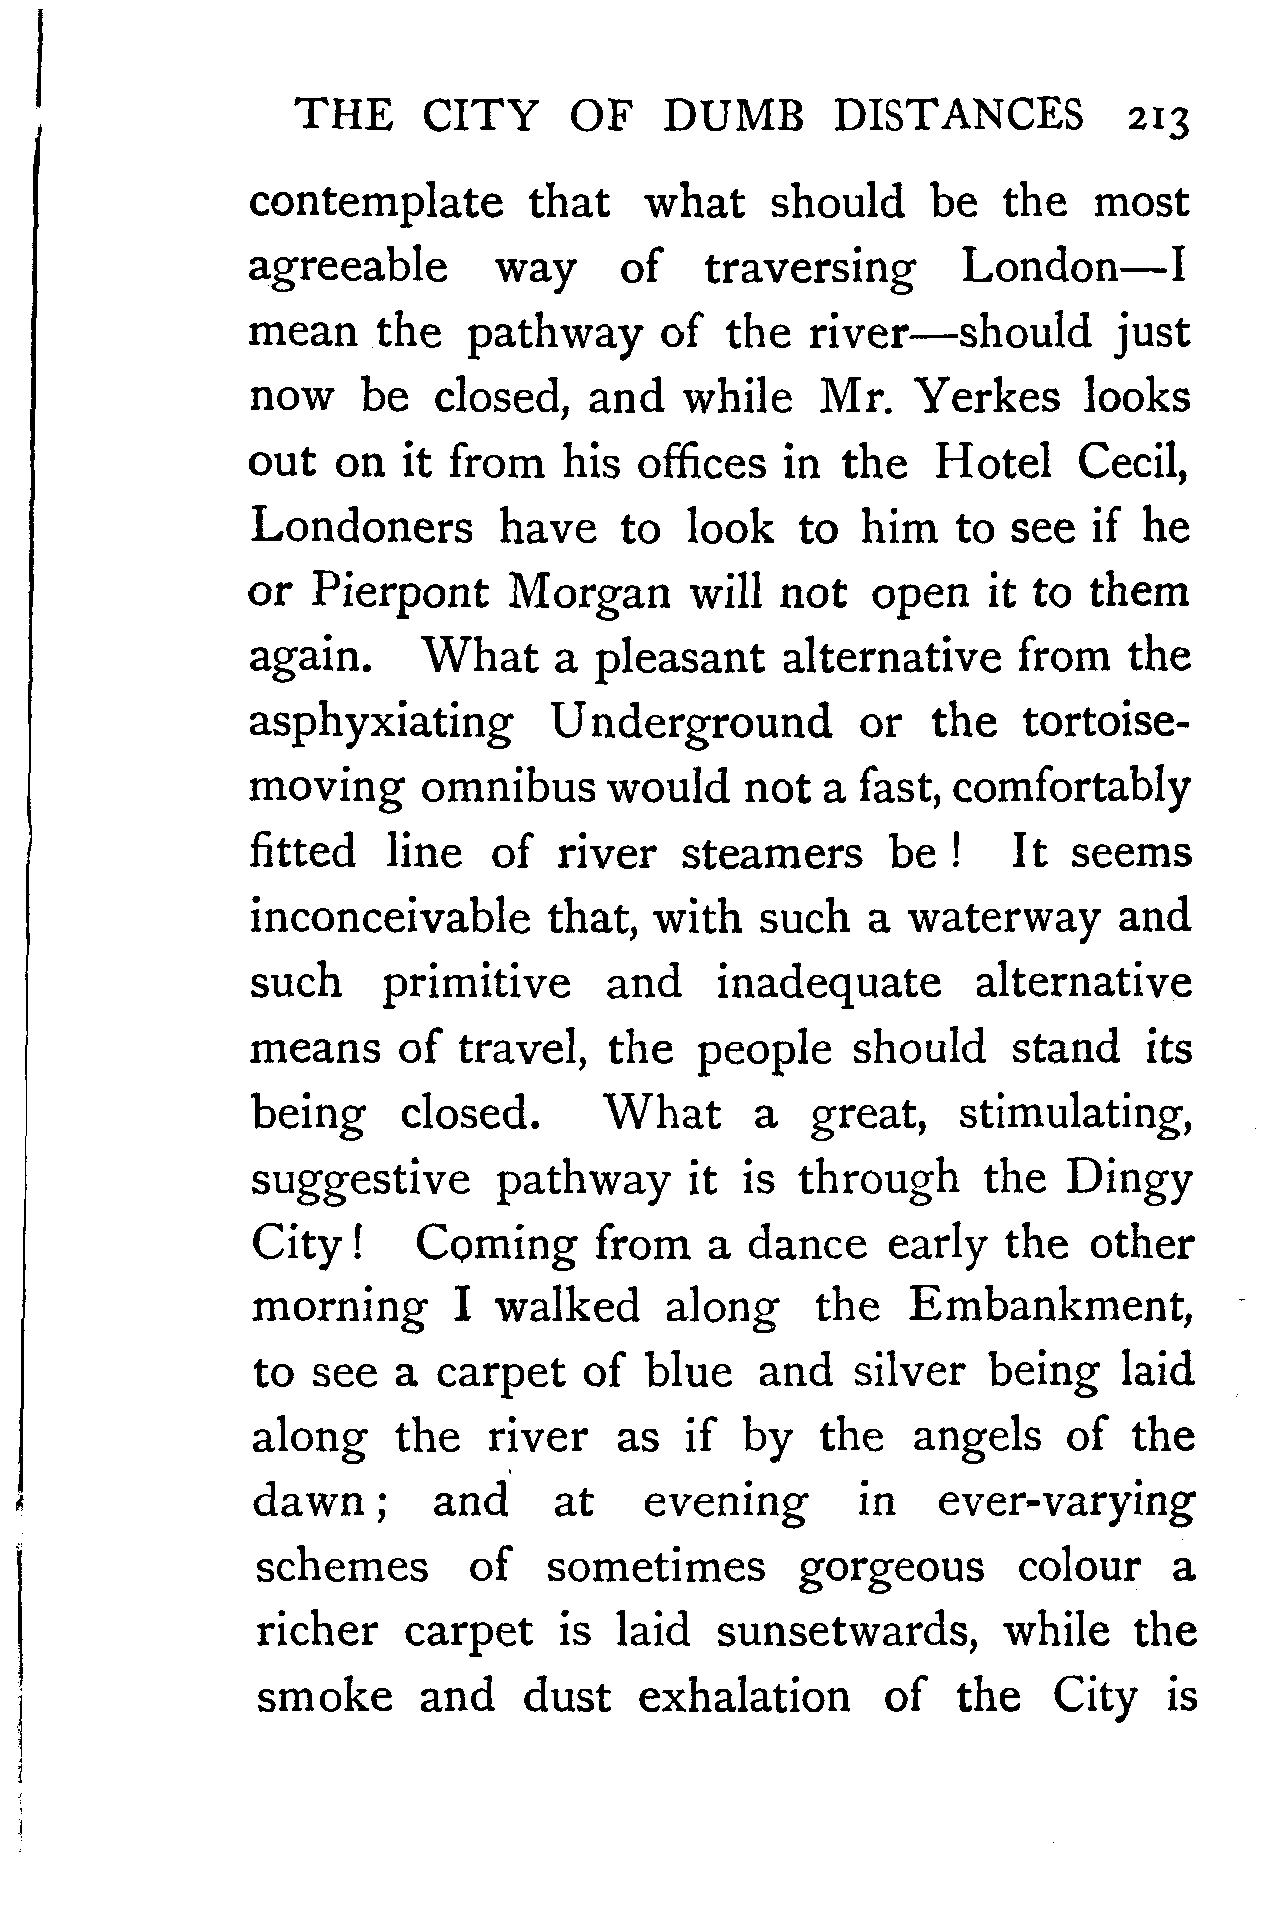 THE CITY OF DUMB DISTANCES 213
contemplate that what should be the most
agreeable way of traversing London—I
mean the pathway of the river—should just
now be closed, and while Mr. Yerkes looks
out on it from his offices in the Hotel Cecil,
Londoners have to look to him to see if he
or Pierpont Morgan will not open it to them
again. What a pleasant alternative from the
asphyxiating Underground or the tortoise-
moving omnibus would not a fast, comfortably
fitted line of river steamers be ! It seems
inconceivable that, with such a waterway and
such primitive and inadequate alternative
means of travel, the people should stand its
being closed. What a great, stimulating,
suggestive pathway it is through the Dingy
City ! Coming from a dance early the other
morning I walked along the Embankment,
to see a carpet of blue and silver being laid
along the river as if by the angels of the
dawn ; and at evening in ever-varying
schemes of sometimes gorgeous colour a
richer carpet is laid sunsetwards, while the
smoke and dust exhalation of the City is